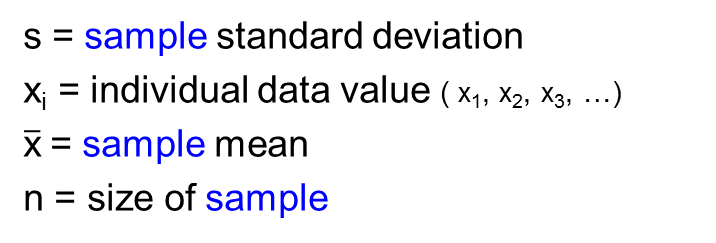 s = sample standard deviation
xᵢ = individual data value ( x₁, x₂, x₃, …)
x̅ = sample mean
n = size of sample